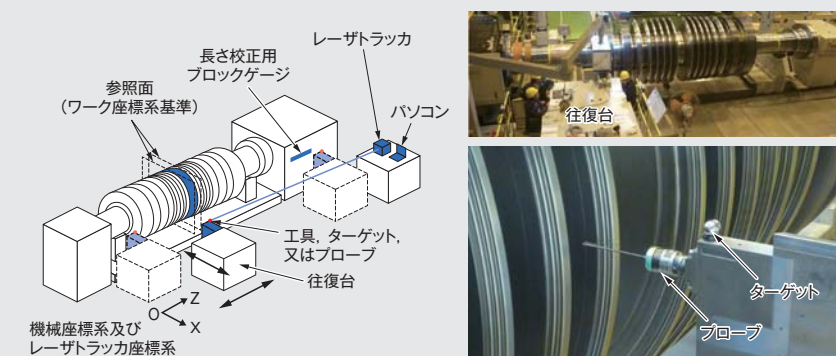 レーザトラッカ
長さ校正用
ブロックゲージ
参照面
(ワーク座標系基準)
パソコン
工具,ターゲット,
又はプローブ
往復台
Z
O
X
機械座標系及び
レーザトラッカ座標系
往復台
ターゲット
プローブ